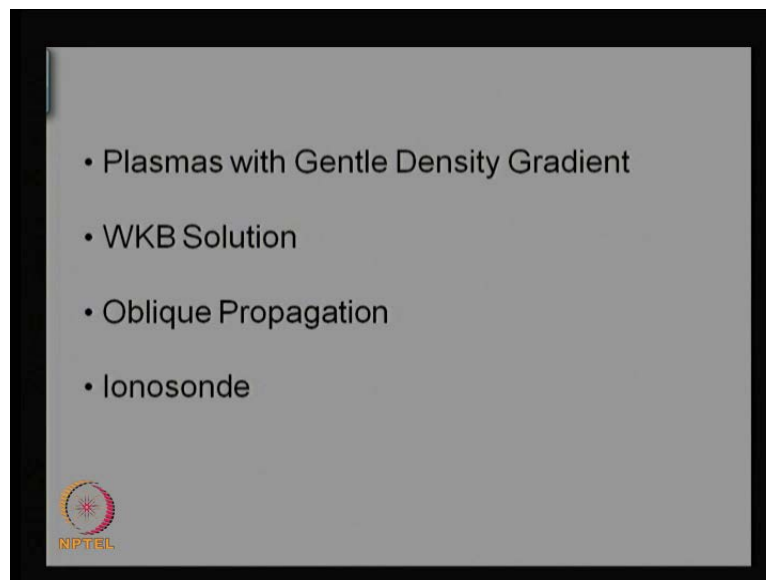 • Plasmas with Gentle Density Gradient
• WKB Solution
• Oblique Propagation
• Ionosonde
NPTEL